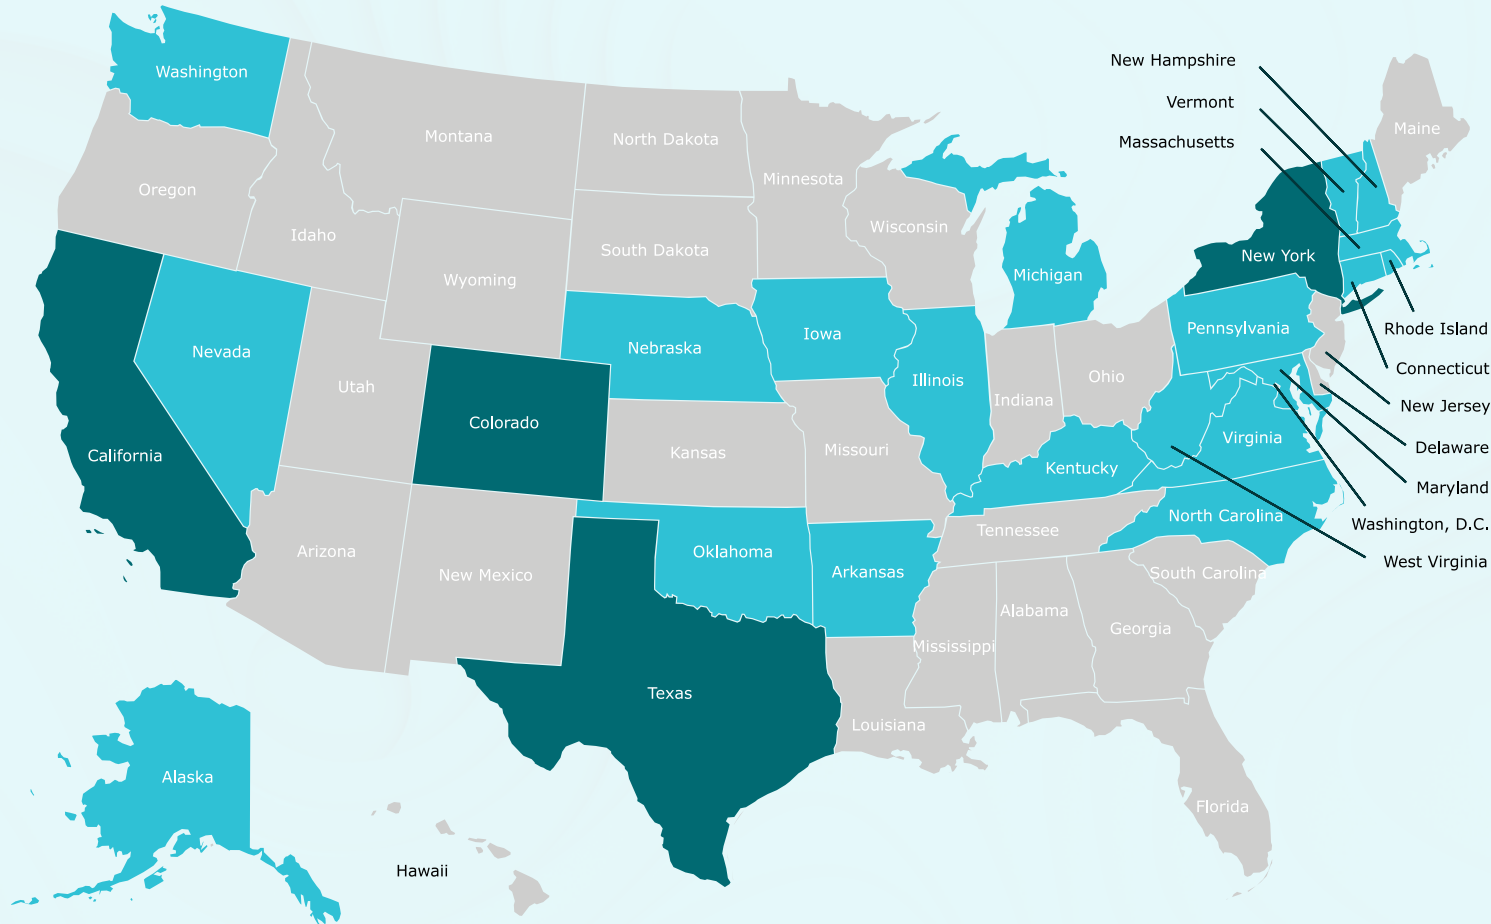 New Hampshire
Vermont
Massachusetts
Washington
Montana
North Dakota
Minnesota
Maine
Oregon
Idaho
Wisconsin
South Dakota
Wyoming
Michigan
New York
Rhode Island
Pennsylvania
Iowa
Nebraska
Nevada
Connecticut
Ohio
Illinois
Utah
Indiana
New Jersey
Colorado
Virginia
Delaware
California
Kansas
Missouri
Kentucky
Maryland
North Carolina
Washington, D.C.
Tennessee
Arizona
Oklahoma
West Virginia
New Mexico
Arkansas
South Carolina
Alabama
Georgia
Mississippi
Texas
Louisiana
Alaska
Florida
Hawaii